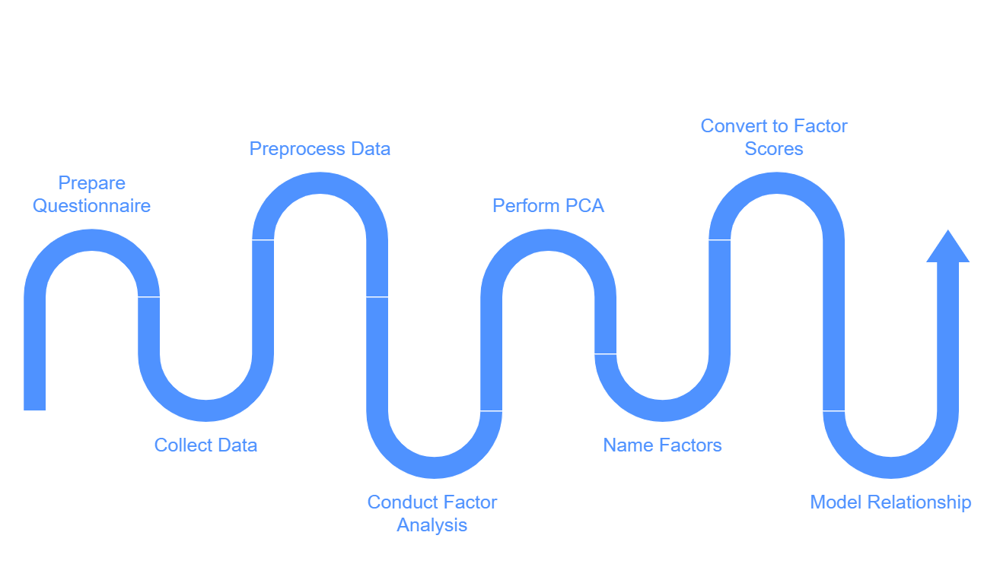 Prepare
Questionnaire
Collect Data
Preprocess Data
Conduct Factor
Analysis
Perform PCA
Name Factors
Convert to Factor
Scores
Model Relationship